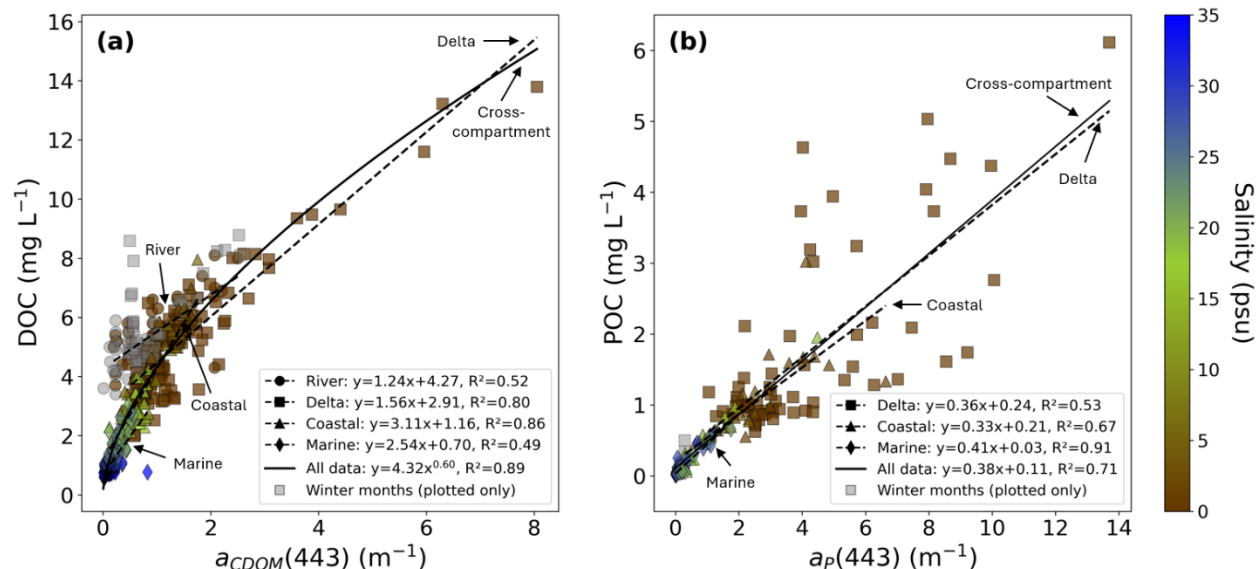 (a)
16
14
12
10
8
6
4
2
0
DOC (mg L⁻¹)
Delta
Cross-
compartment
River
Coastal
Marine
River: y=1.24x+4.27, R²=0.52
Delta: y=1.56x+2.91, R²=0.80
Coastal: y=3.11x+1.16, R²=0.86
Marine: y=2.54x+0.70, R²=0.49
All data: y=4.32x⁰·⁶⁰, R²=0.89
Winter months (plotted only)
0 2 4 6 8
a_CDOM(443) (m⁻¹)
(b)
6
5
4
3
2
1
0
POC (mg L⁻¹)
Cross-compartment
Delta
Coastal
Marine
Delta: y=0.36x+0.24, R²=0.53
Coastal: y=0.33x+0.21, R²=0.67
Marine: y=0.41x+0.03, R²=0.91
All data: y=0.38x+0.11, R²=0.71
Winter months (plotted only)
0 2 4 6 8 10 12 14
a_P(443) (m⁻¹)
35
30
25
20
15
10
5
0
Salinity (psu)